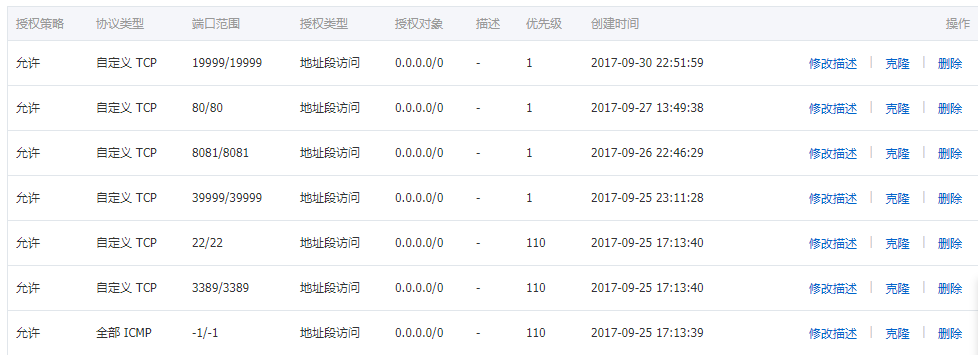 授权策略 协议类型 端口范围 授权类型 授权对象 描述 优先级 创建时间 操作
允许 自定义 TCP 19999/19999 地址段访问 0.0.0.0/0 - 1 2017-09-30 22:51:59 修改描述 | 克隆 | 删除
允许 自定义 TCP 80/80 地址段访问 0.0.0.0/0 - 1 2017-09-27 13:49:38 修改描述 | 克隆 | 删除
允许 自定义 TCP 8081/8081 地址段访问 0.0.0.0/0 - 1 2017-09-26 22:46:29 修改描述 | 克隆 | 删除
允许 自定义 TCP 39999/39999 地址段访问 0.0.0.0/0 - 1 2017-09-25 23:11:28 修改描述 | 克隆 | 删除
允许 自定义 TCP 22/22 地址段访问 0.0.0.0/0 - 110 2017-09-25 17:13:40 修改描述 | 克隆 | 删除
允许 自定义 TCP 3389/3389 地址段访问 0.0.0.0/0 - 110 2017-09-25 17:13:40 修改描述 | 克隆 | 删除
允许 全部 ICMP -1/-1 地址段访问 0.0.0.0/0 - 110 2017-09-25 17:13:39 修改描述 | 克隆 | 删除